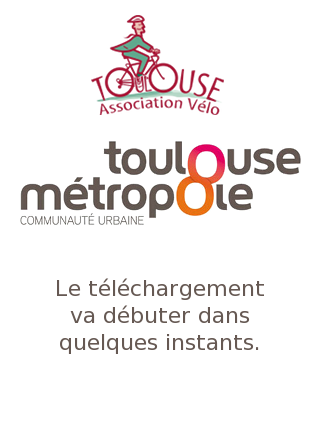 TOULOUSE
Association Vélo
toulouse
métropole
COMMUNAUTÉ URBAINE
Le téléchargement
va débuter dans
quelques instants.